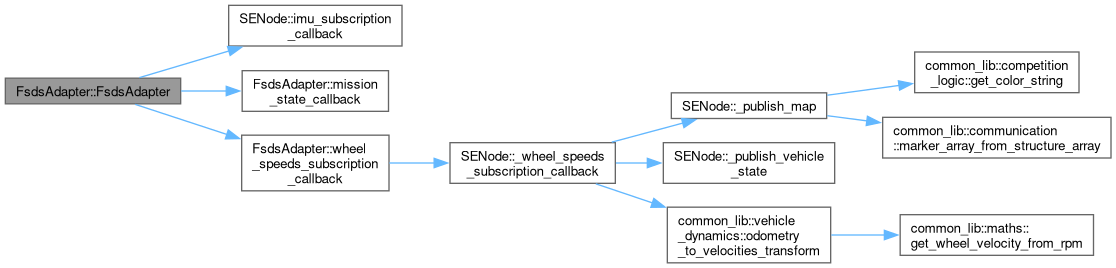 FsdsAdapter::FsdsAdapter
SENode::imu_subscription
_callback
FsdsAdapter::mission
_state_callback
FsdsAdapter::wheel
_speeds_subscription
_callback
SENode::_wheel_speeds
_subscription_callback
SENode::_publish_map
SENode::_publish_vehicle
_state
common_lib::vehicle
_dynamics::odometry
_to_velocities_transform
common_lib::competition
_logic::get_color_string
common_lib::communication
::marker_array_from_structure_array
common_lib::maths::
get_wheel_velocity_from_rpm